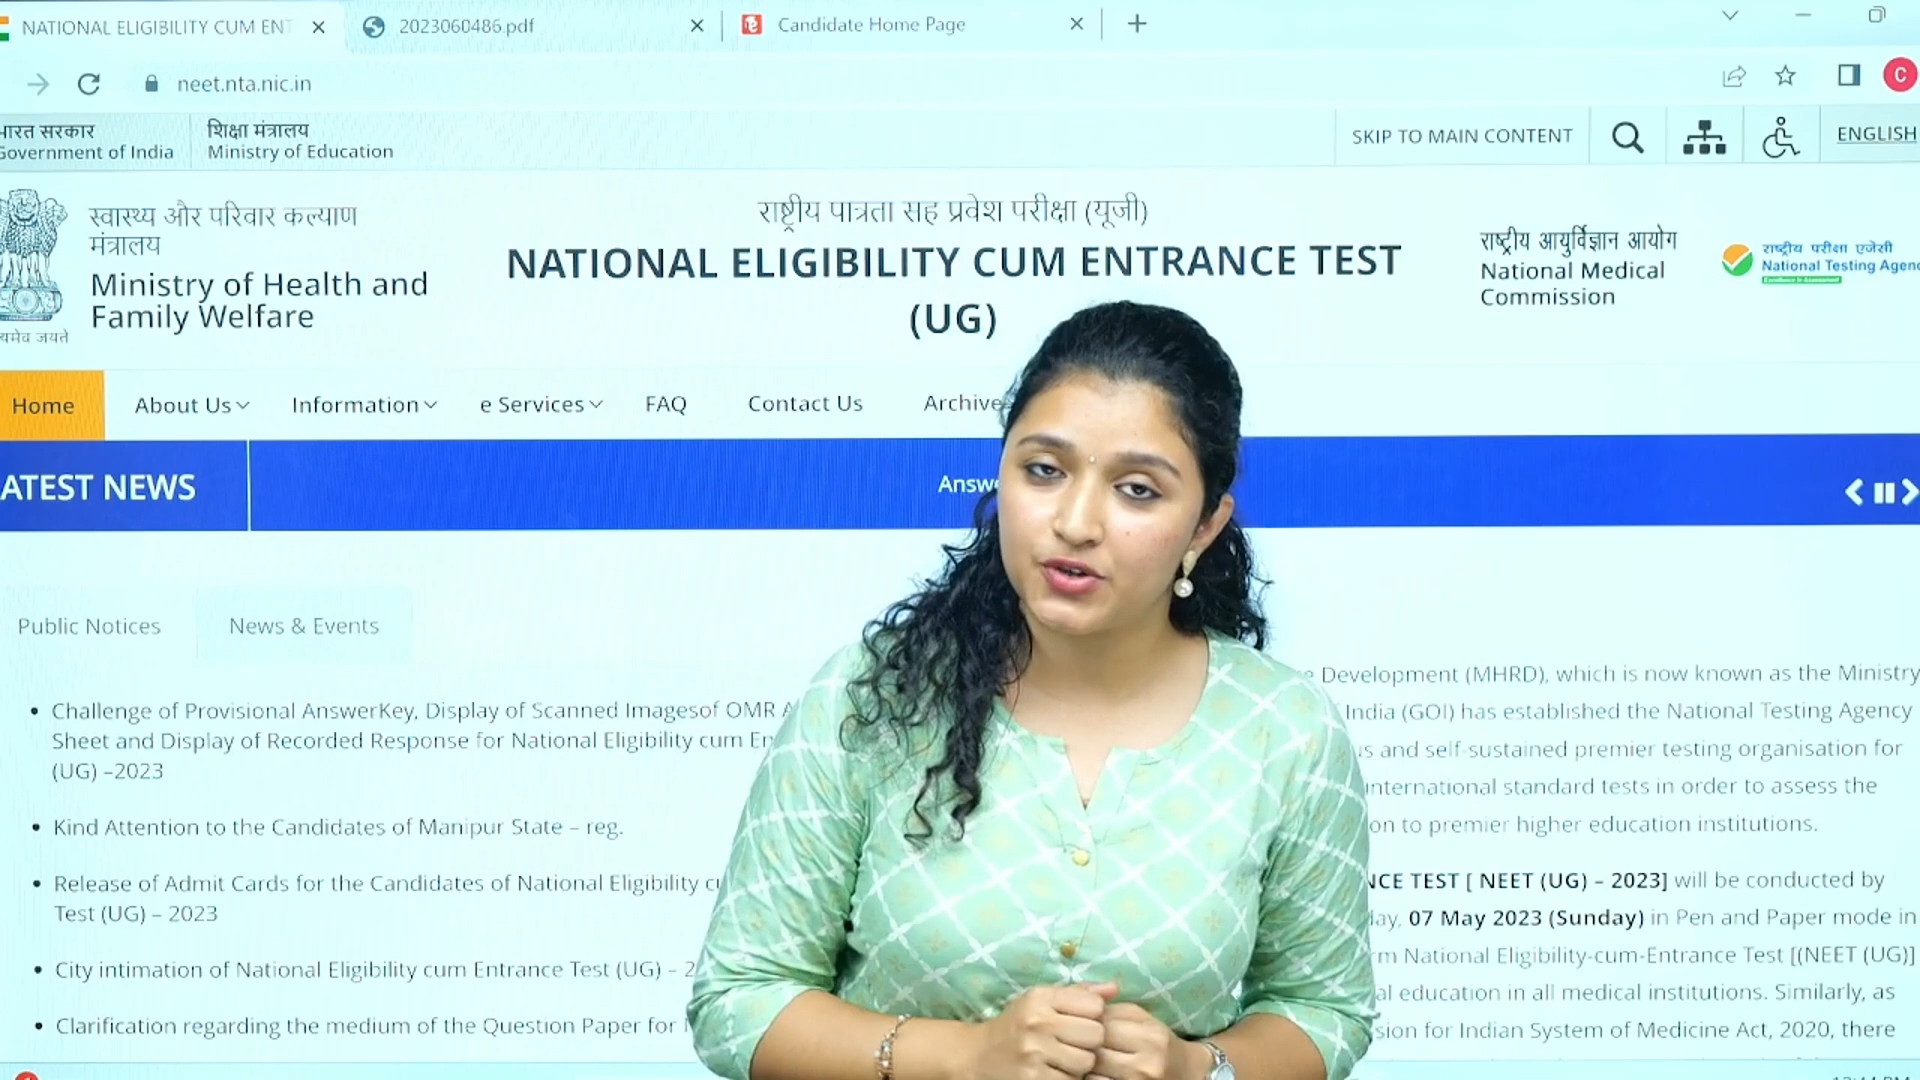 NATIONAL ELIGIBILITY CUM ENT
2023060486.pdf
Candidate Home Page
neet.nta.nic.in
C
भारत सरकार
Government of India
शिक्षा मंत्रालय
Ministry of Education
SKIP TO MAIN CONTENT
ENGLISH
स्वास्थ्य और परिवार कल्याण
मंत्रालय
Ministry of Health and
Family Welfare
राष्ट्रीय पात्रता सह प्रवेश परीक्षा (यूजी)
NATIONAL ELIGIBILITY CUM ENTRANCE TEST
(UG)
राष्ट्रीय आयुर्विज्ञान आयोग
National Medical
Commission
राष्ट्रीय परीक्षा एजेंसी
National Testing Agenc
Home
About Us
Information
e Services
FAQ
Contact Us
Archive
ATEST NEWS
Answe
Public Notices
News & Events
• Challenge of Provisional AnswerKey, Display of Scanned Imagesof OMR A
Sheet and Display of Recorded Response for National Eligibility cum En
(UG) –2023
• Kind Attention to the Candidates of Manipur State – reg.
• Release of Admit Cards for the Candidates of National Eligibility cu
Test (UG) – 2023
• City intimation of National Eligibility cum Entrance Test (UG) – 2
• Clarification regarding the medium of the Question Paper for
e Development (MHRD), which is now known as the Ministry
India (GOI) has established the National Testing Agency
s and self-sustained premier testing organisation for
international standard tests in order to assess the
on to premier higher education institutions.
NCE TEST [ NEET (UG) – 2023] will be conducted by
ay, 07 May 2023 (Sunday) in Pen and Paper mode in
rm National Eligibility-cum-Entrance Test [(NEET (UG)]
al education in all medical institutions. Similarly, as
sion for Indian System of Medicine Act, 2020, there